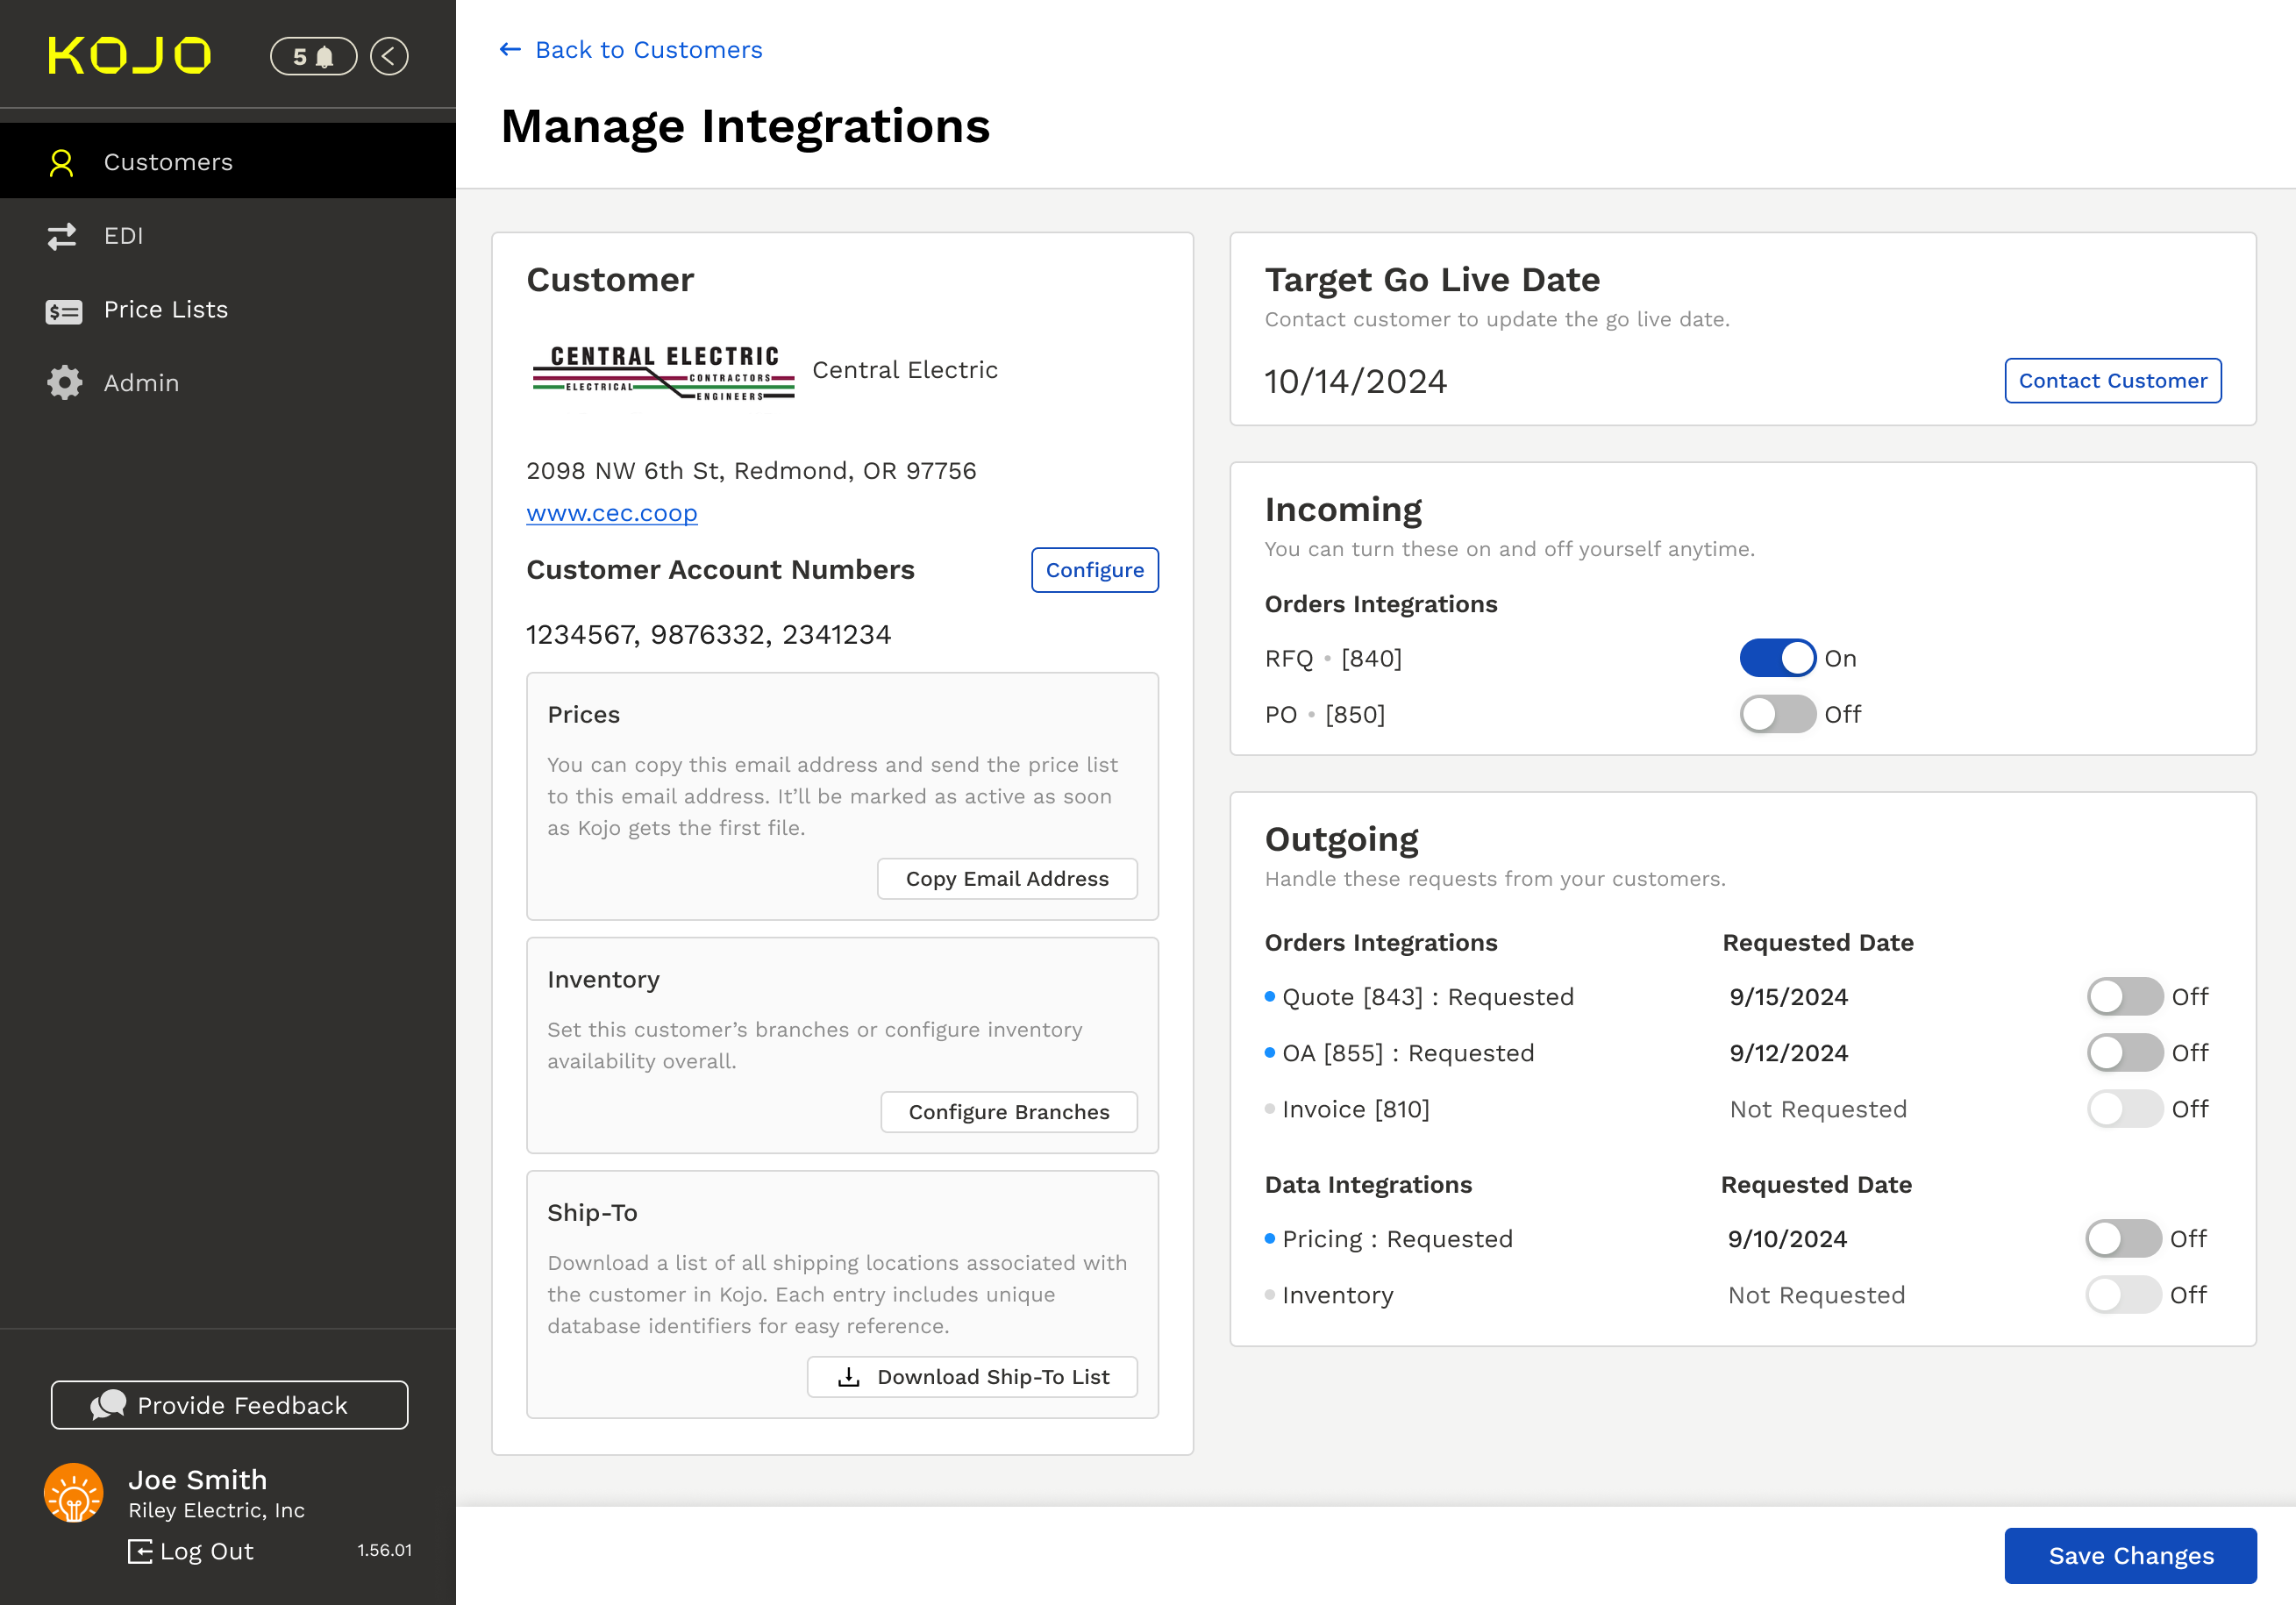 KOJO
5
Customers
EDI
Price Lists
Admin
Provide Feedback
Joe Smith
Riley Electric, Inc
Log Out
1.56.01
Back to Customers
Manage Integrations
Customer
CENTRAL ELECTRIC
CONTRACTORS
ELECTRICAL
ENGINEERS
Central Electric
2098 NW 6th St, Redmond, OR 97756
www.cec.coop
Customer Account Numbers
Configure
1234567, 9876332, 2341234
Prices
You can copy this email address and send the price list
to this email address. It’ll be marked as active as soon
as Kojo gets the first file.
Copy Email Address
Inventory
Set this customer’s branches or configure inventory
availability overall.
Configure Branches
Ship-To
Download a list of all shipping locations associated with
the customer in Kojo. Each entry includes unique
database identifiers for easy reference.
Download Ship-To List
Target Go Live Date
Contact customer to update the go live date.
10/14/2024
Contact Customer
Incoming
You can turn these on and off yourself anytime.
Orders Integrations
RFQ • [840] On
PO • [850] Off
Outgoing
Handle these requests from your customers.
Orders Integrations Requested Date
Quote [843] : Requested 9/15/2024 Off
OA [855] : Requested 9/12/2024 Off
Invoice [810] Not Requested Off
Data Integrations Requested Date
Pricing : Requested 9/10/2024 Off
Inventory Not Requested Off
Save Changes